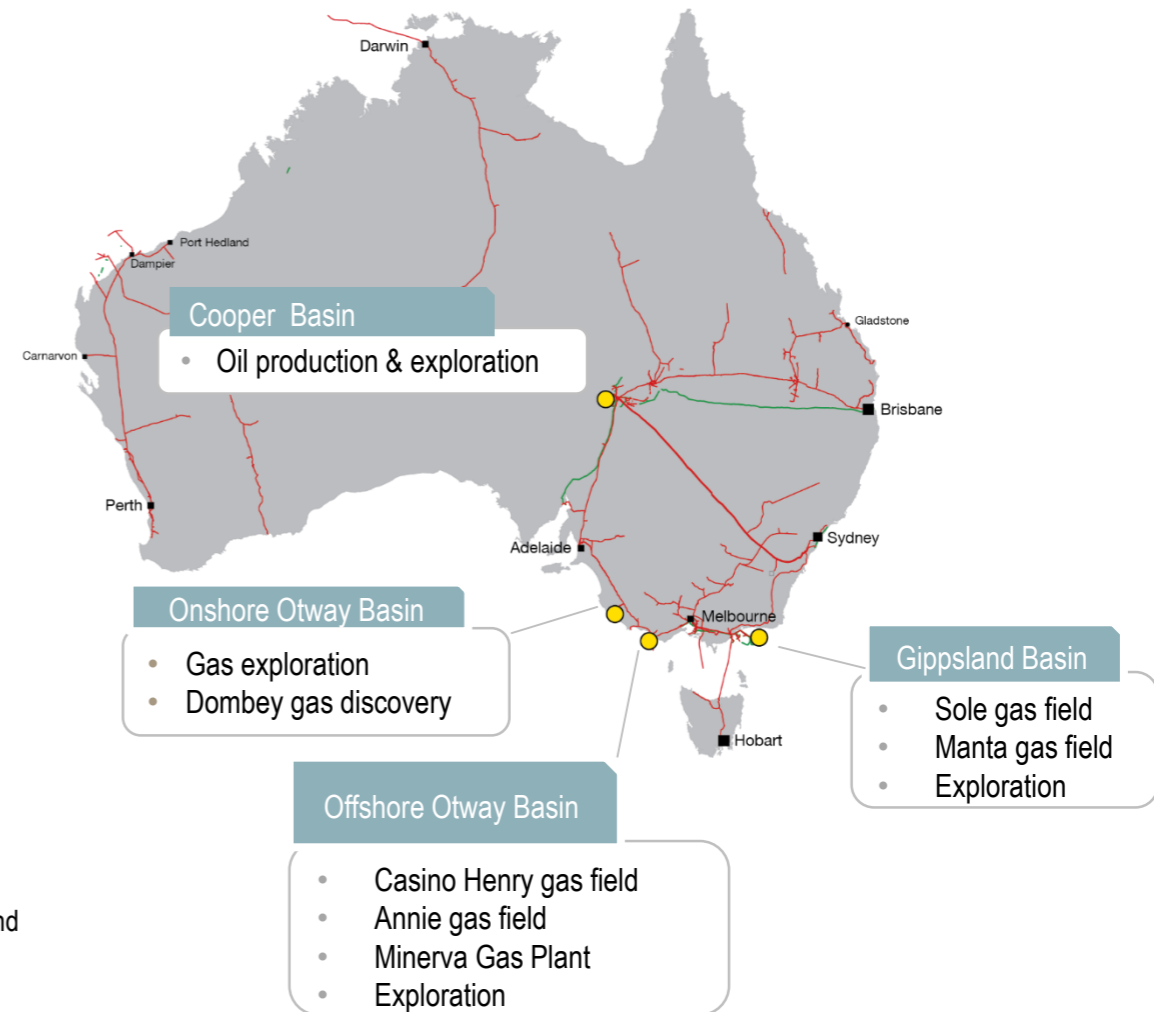 Darwin
Port Hedland
Dampier
Cooper Basin
Gladstone
Carnarvon
• Oil production & exploration
Brisbane
Perth
Adelaide
Sydney
Onshore Otway Basin
• Gas exploration
• Dombey gas discovery
Melbourne
Gippsland Basin
• Sole gas field
• Manta gas field
• Exploration
Hobart
Offshore Otway Basin
• Casino Henry gas field
• Annie gas field
• Minerva Gas Plant
• Exploration
nd